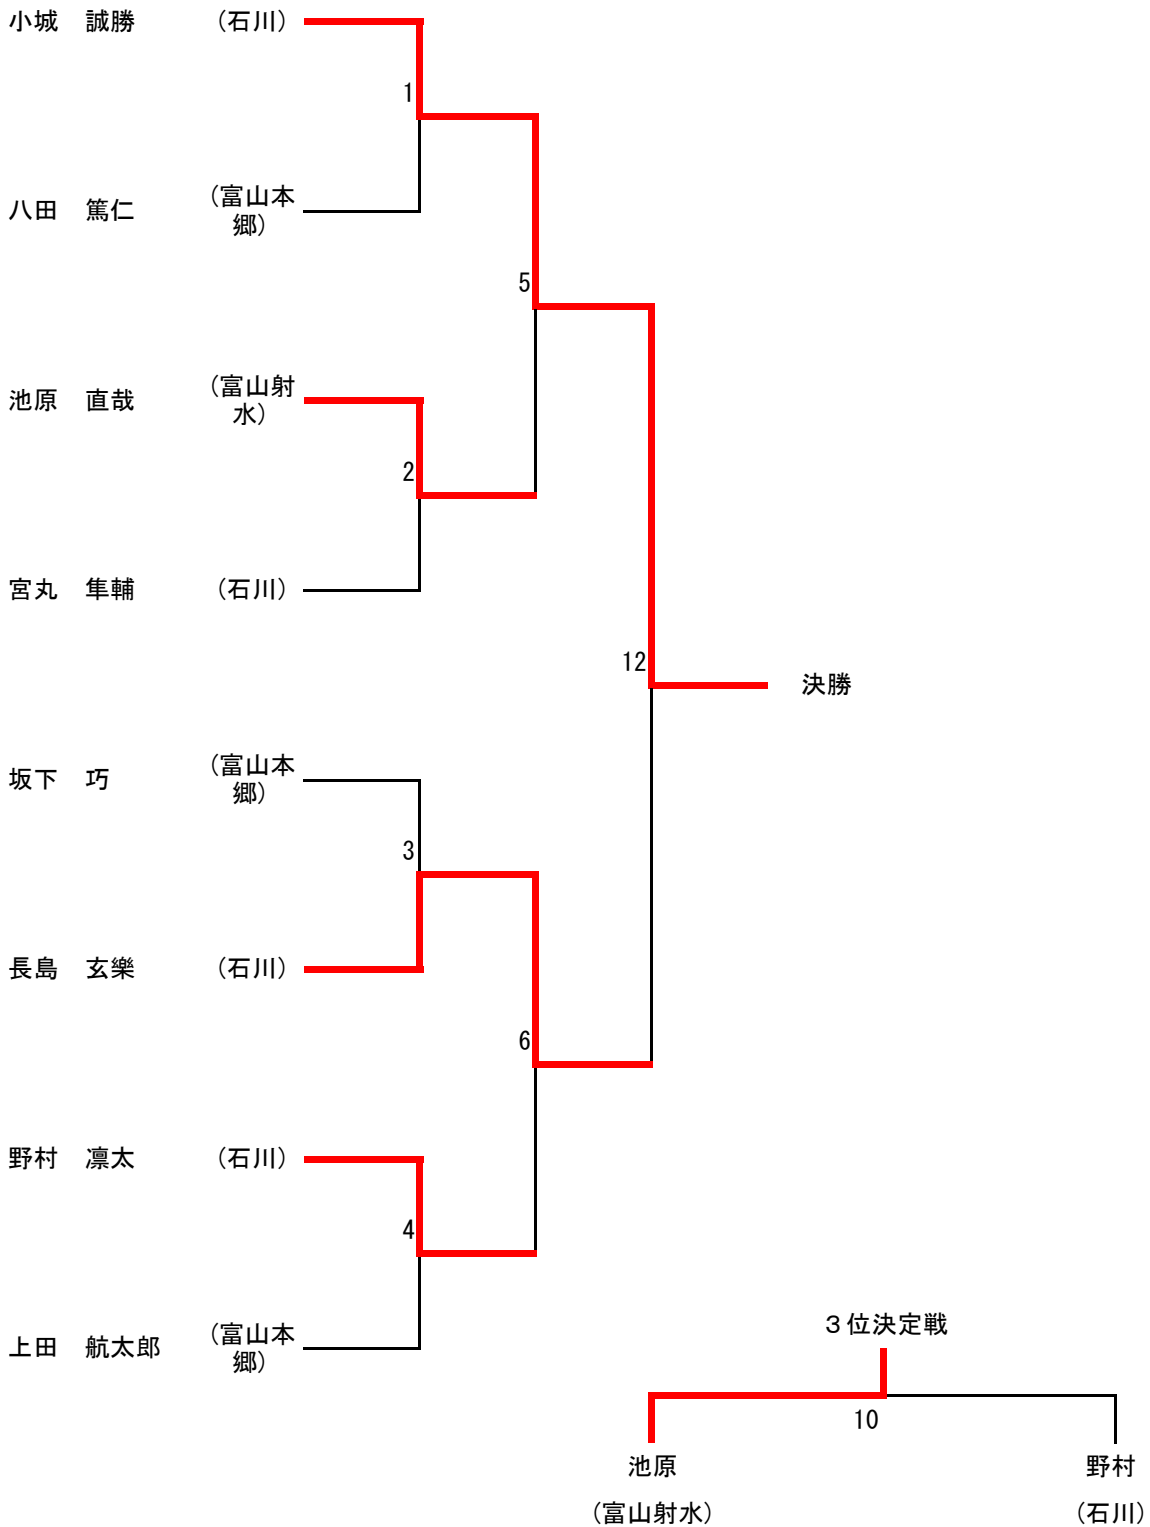 小城　誠勝　（石川）
1
八田　篤仁　（富山本
郷）
5
池原　直哉　（富山射
水）
2
宮丸　隼輔　（石川）
12
決勝
坂下　巧　（富山本
郷）
3
長島　玄樂　（石川）
6
野村　凛太　（石川）
4
上田　航太郎　（富山本
郷）
３位決定戦
10
池原　野村
（富山射水）　（石川）